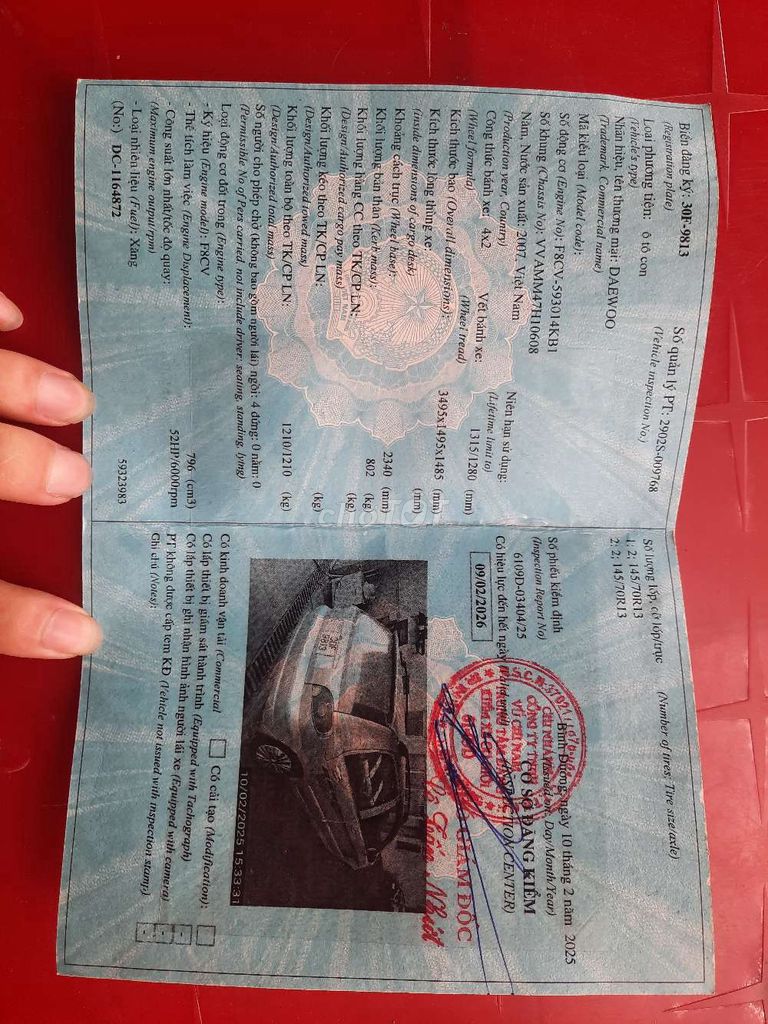 Biển đăng ký: 30F-9813
(Registration plate)
Số quản lý PT: 2902S-009768
(Vehicle inspection No.)
Loại phương tiện: ô tô con
(Vehicle's type)
Nhãn hiệu, tên thương mại: DAEWOO
(Trademark, Commercial name)
Mã kiểu loại (Model code):
Số động cơ (Engine No): F8CV-593014KB1
Số khung (Chassis No): VVAMM47H10608
Năm, Nước sản xuất: 2007, Việt Nam
(Production year, Country)
Niên hạn sử dụng:
(Lifetime limit to)
Công thức bánh xe: 4x2
(Wheel formula)
Vết bánh xe: 1315/1280 (mm)
(Wheel tread)
Kích thước bao (Overall dimensions): 3495x1495x1485 (mm)
Kích thước lòng thùng xe: (mm)
(inside dimensions of cargo desk)
Khoảng cách trục (Wheel base): 2340 (mm)
Khối lượng bản thân (Kerb mass): 802 (kg)
Khối lượng hàng CC theo TK/CP LN: (kg)
(Design/Authorized cargo pay mass)
Khối lượng kéo theo TK/CP LN: (kg)
(Design/Authorized towed mass)
Khối lượng toàn bộ theo TK/CP LN: 1210/1210 (kg)
(Design/Authorized total mass)
Số người cho phép chở (không bao gồm người lái) ngồi: 4 đứng: 0 nằm: 0
(Permissible No of Pers carried, not include driver: seating, standing, lying)
Loại động cơ đốt trong (Engine type):
- Ký hiệu (Engine model): F8CV
- Thể tích làm việc (Engine Displacement): 796 (cm3)
- Công suất lớn nhất/tốc độ quay: 52HP/6000rpm
(Maximum engine output/rpm)
- Loại nhiên liệu (Fuel): Xăng
(No:) DC-1164872
59323983
Số lượng lốp, cỡ lốp/trục (Number of tires; Tire size/axle)
1: 2; 145/70R13
2: 2; 145/70R13
Bình Dương, ngày 10 tháng 2 năm 2025
(Issued on: Day/Month/Year)
CƠ SỞ ĐĂNG KIỂM
(INSPECTION CENTER)
Số phiếu kiểm định
(Inspection Report No)
6109D-03404/25
Có hiệu lực đến hết ngày
09/02/2026
GIÁM ĐỐC
chợTỐT
10/02/2025 15:33:31
Có kinh doanh vận tải (Commercial
Có cải tạo (Modification):
Có lắp thiết bị giám sát hành trình (Equipped with Tachograph)
Có lắp thiết bị ghi nhận hình ảnh người lái xe (Equipped with camera)
PT không được cấp tem KĐ (Vehicle not issued with inspection stamp)
Ghi chú (Notes):